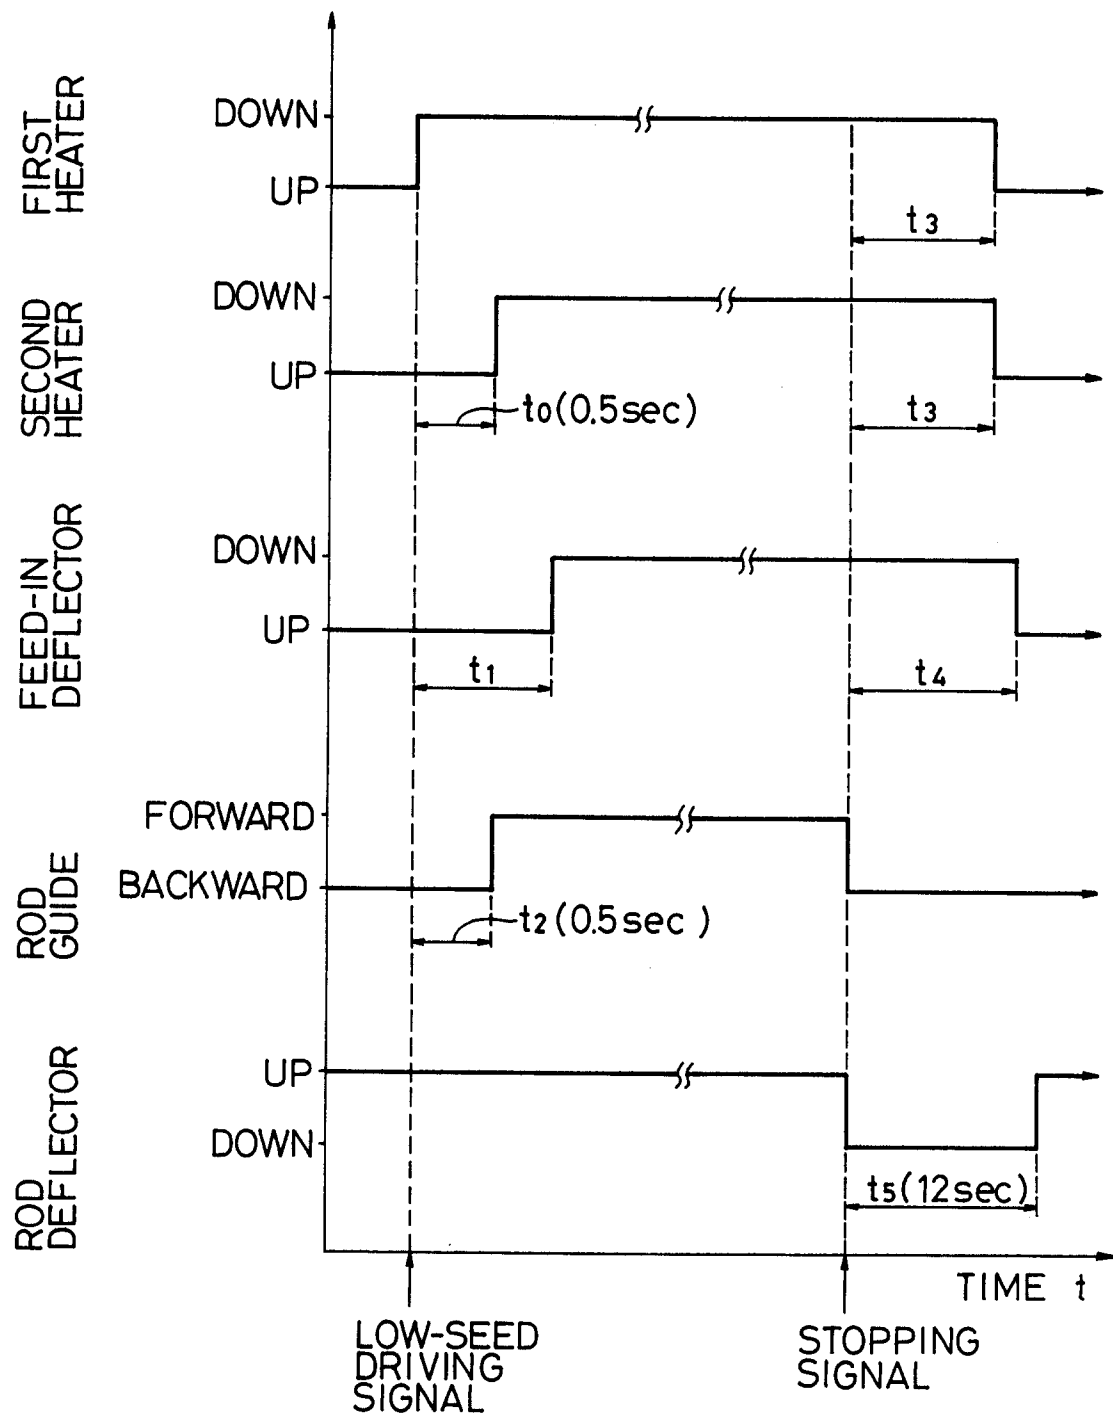 FIRST
HEATER
DOWN
UP
t3
SECOND
HEATER
DOWN
UP
t0(0.5sec)
t3
FEED-IN
DEFLECTOR
DOWN
UP
t1
t4
ROD
GUIDE
FORWARD
BACKWARD
t2(0.5sec)
ROD
DEFLECTOR
UP
DOWN
t5(12sec)
TIME t
LOW-SEED
DRIVING
SIGNAL
STOPPING
SIGNAL